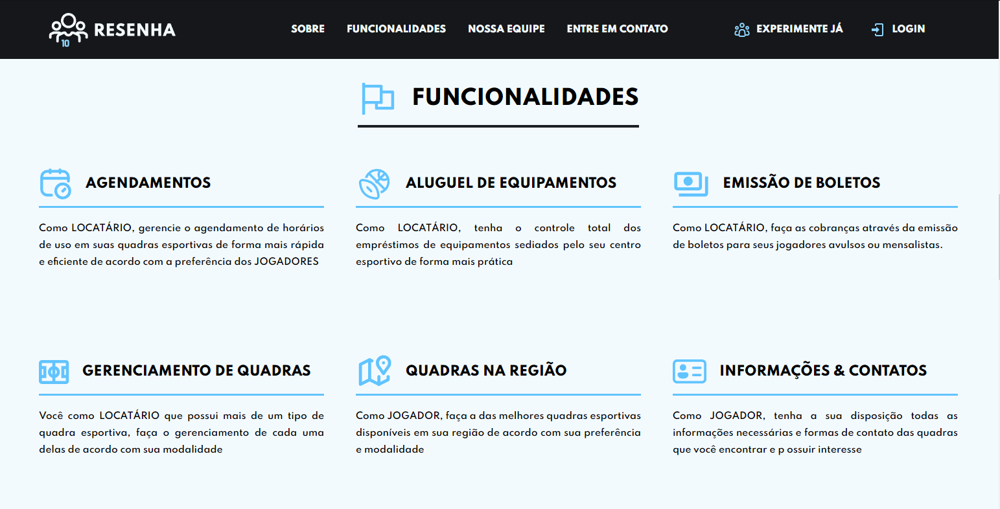 RESENHA
10
SOBRE FUNCIONALIDADES NOSSA EQUIPE ENTRE EM CONTATO EXPERIMENTE JÁ LOGIN
FUNCIONALIDADES
AGENDAMENTOS
Como LOCATÁRIO, gerencie o agendamento de horários
de uso em suas quadras esportivas de forma mais rápida
e eficiente de acordo com a preferência dos JOGADORES
ALUGUEL DE EQUIPAMENTOS
Como LOCATÁRIO, tenha o controle total dos
empréstimos de equipamentos sediados pelo seu centro
esportivo de forma mais prática
EMISSÃO DE BOLETOS
Como LOCATÁRIO, faça as cobranças através da emissão
de boletos para seus jogadores avulsos ou mensalistas.
GERENCIAMENTO DE QUADRAS
Você como LOCATÁRIO que possui mais de um tipo de
quadra esportiva, faça o gerenciamento de cada uma
delas de acordo com sua modalidade
QUADRAS NA REGIÃO
Como JOGADOR, faça a das melhores quadras esportivas
disponíveis em sua região de acordo com sua preferência
e modalidade
INFORMAÇÕES & CONTATOS
Como JOGADOR, tenha a sua disposição todas as
informações necessárias e formas de contato das quadras
que você encontrar e p ossuir interesse